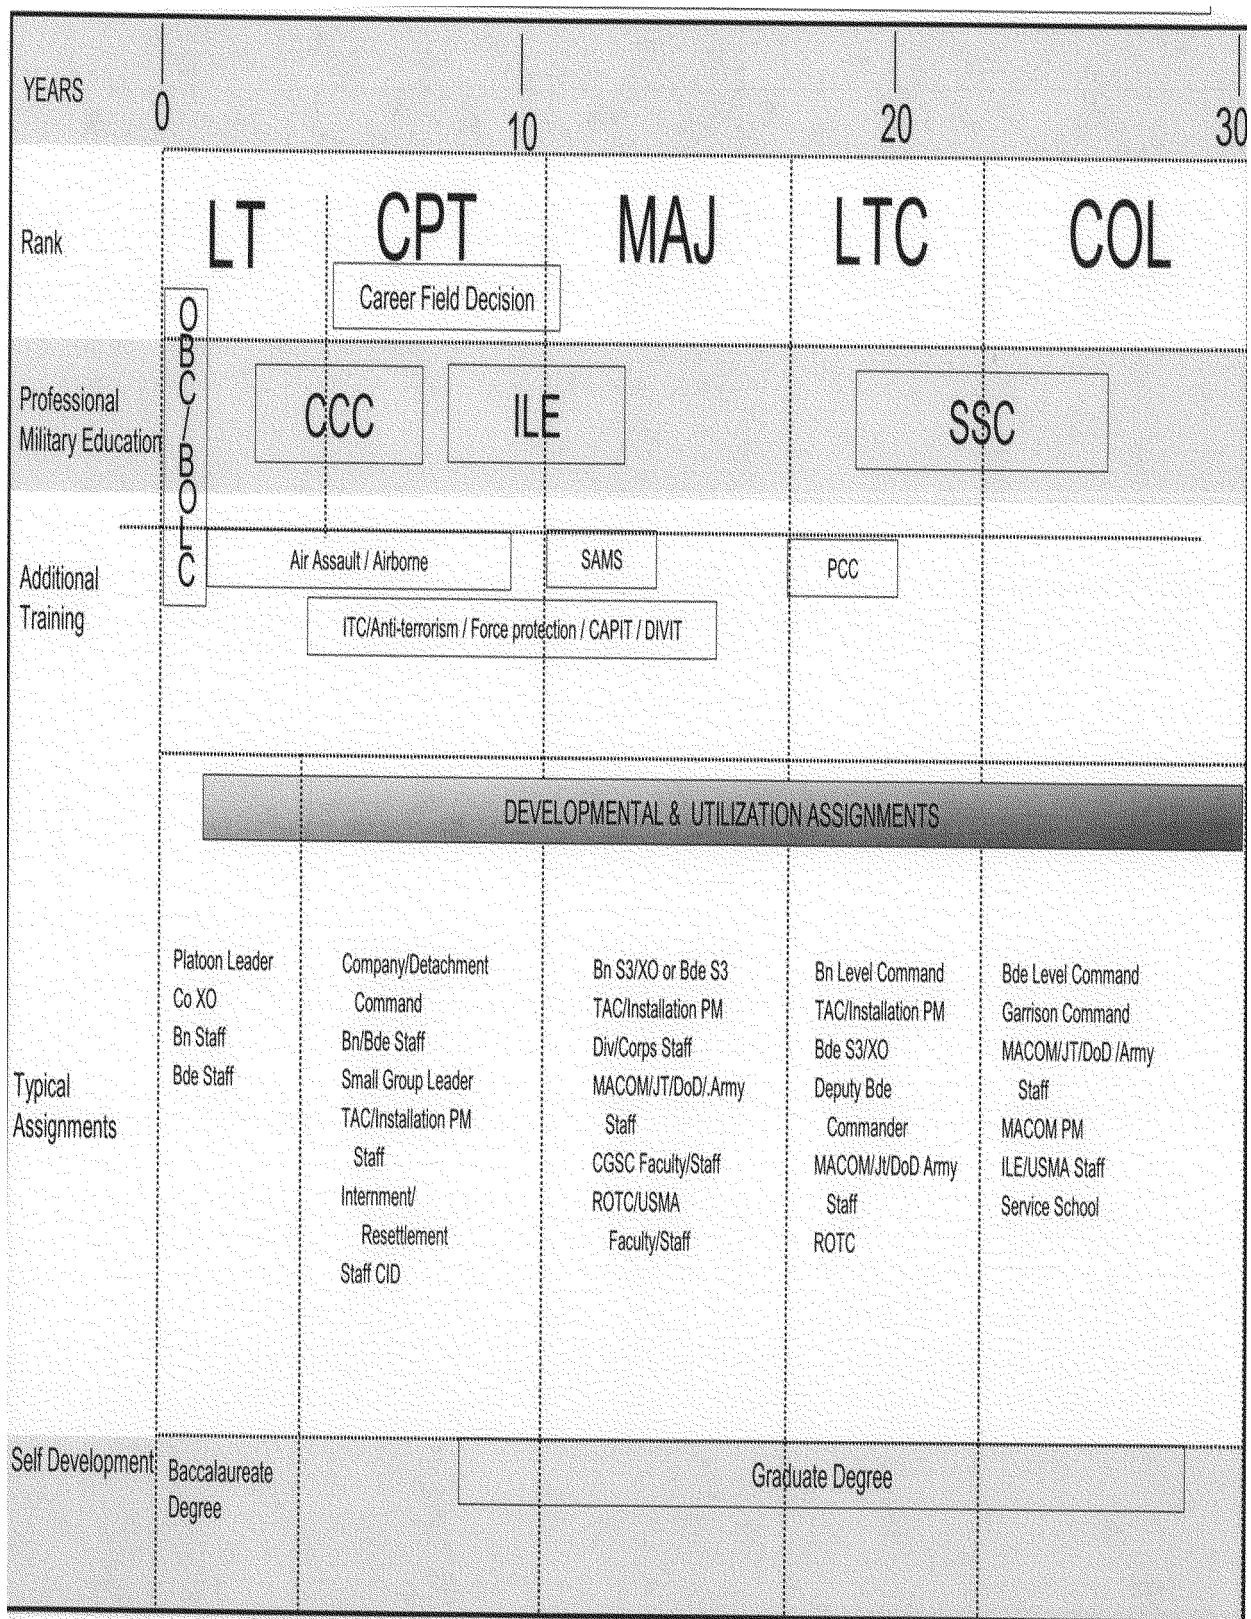 YEARS
0
10
20
30
Rank
LT
CPT
MAJ
LTC
COL
Career Field Decision
OBC/BOLC
Professional
Military Education
CCC
ILE
SSC
Additional
Training
Air Assault / Airborne
SAMS
PCC
ITC/Anti-terrorism / Force protection / CAPIT / DIVIT
DEVELOPMENTAL & UTILIZATION ASSIGNMENTS
Typical
Assignments
Platoon Leader
Co XO
Bn Staff
Bde Staff
Company/Detachment
Command
Bn/Bde Staff
Small Group Leader
TAC/Installation PM
Staff
Internment/
Resettlement
Staff CID
Bn S3/XO or Bde S3
TAC/Installation PM
Div/Corps Staff
MACOM/JT/DoD/.Army
Staff
CGSC Faculty/Staff
ROTC/USMA
Faculty/Staff
Bn Level Command
TAC/Installation PM
Bde S3/XO
Deputy Bde
Commander
MACOM/Jt/DoD Army
Staff
ROTC
Bde Level Command
Garrison Command
MACOM/JT/DoD /Army
Staff
MACOM PM
ILE/USMA Staff
Service School
Self Development
Baccalaureate
Degree
Graduate Degree